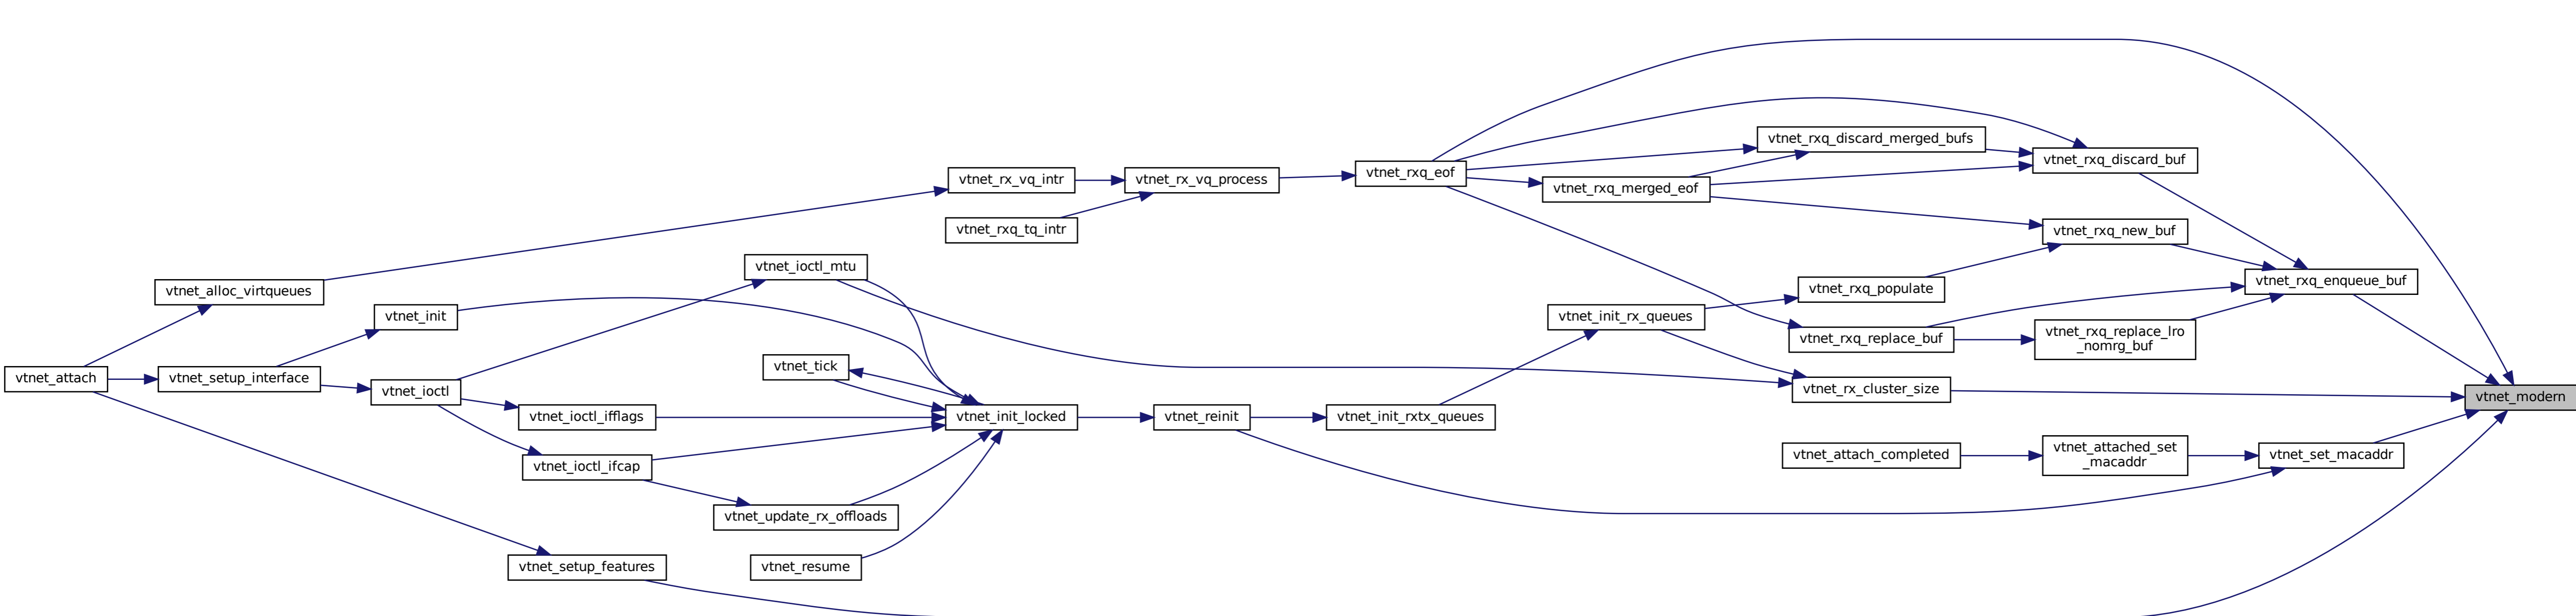 vtnet_rxq_discard_merged_bufs
vtnet_rxq_discard_buf
vtnet_rxq_eof
vtnet_rx_vq_intr
vtnet_rx_vq_process
vtnet_rxq_merged_eof
vtnet_rxq_tq_intr
vtnet_rxq_new_buf
vtnet_ioctl_mtu
vtnet_rxq_enqueue_buf
vtnet_alloc_virtqueues
vtnet_rxq_populate
vtnet_init
vtnet_init_rx_queues
vtnet_rxq_replace_buf
vtnet_rxq_replace_lro
_nomrg_buf
vtnet_tick
vtnet_attach
vtnet_setup_interface
vtnet_ioctl
vtnet_rx_cluster_size
vtnet_modern
vtnet_ioctl_ifflags
vtnet_init_locked
vtnet_reinit
vtnet_init_rxtx_queues
vtnet_attach_completed
vtnet_attached_set
_macaddr
vtnet_set_macaddr
vtnet_ioctl_ifcap
vtnet_update_rx_offloads
vtnet_setup_features
vtnet_resume